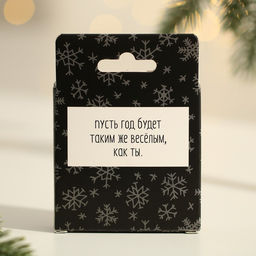 пусть год будет
таким же весёлым,
как ты.